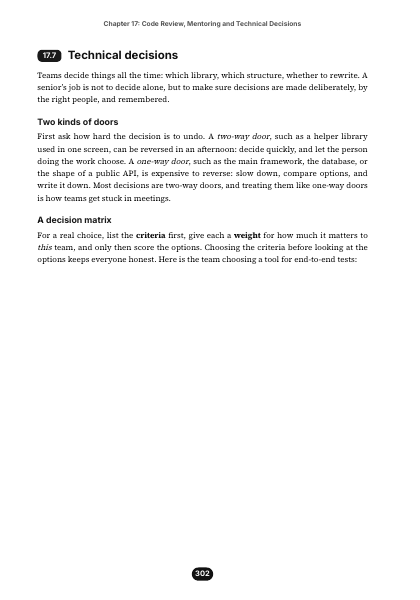 Chapter 17: Code Review, Mentoring and Technical Decisions
17.7 Technical decisions
Teams decide things all the time: which library, which structure, whether to rewrite. A
senior's job is not to decide alone, but to make sure decisions are made deliberately, by
the right people, and remembered.
Two kinds of doors
First ask how hard the decision is to undo. A two-way door, such as a helper library
used in one screen, can be reversed in an afternoon: decide quickly, and let the person
doing the work choose. A one-way door, such as the main framework, the database, or
the shape of a public API, is expensive to reverse: slow down, compare options, and
write it down. Most decisions are two-way doors, and treating them like one-way doors
is how teams get stuck in meetings.
A decision matrix
For a real choice, list the criteria first, give each a weight for how much it matters to
this team, and only then score the options. Choosing the criteria before looking at the
options keeps everyone honest. Here is the team choosing a tool for end-to-end tests:
302